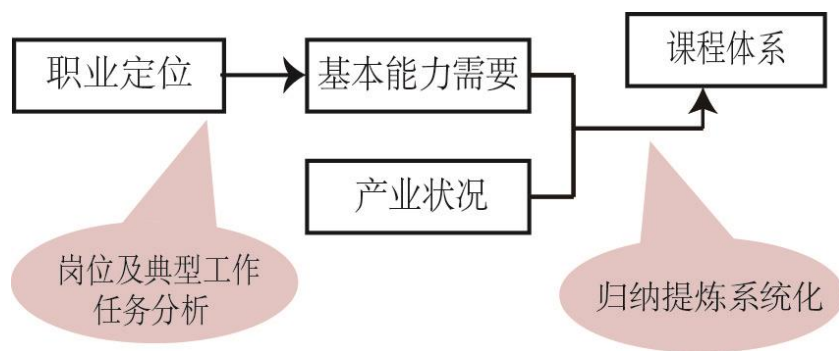 职业定位
基本能力需要
课程体系
产业状况
岗位及典型工作
任务分析
归纳提炼系统化